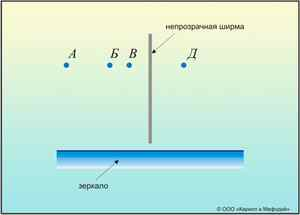 непрозрачная ширма
А Б В Д
зеркало
© ООО «Кирилл и Мефодий»